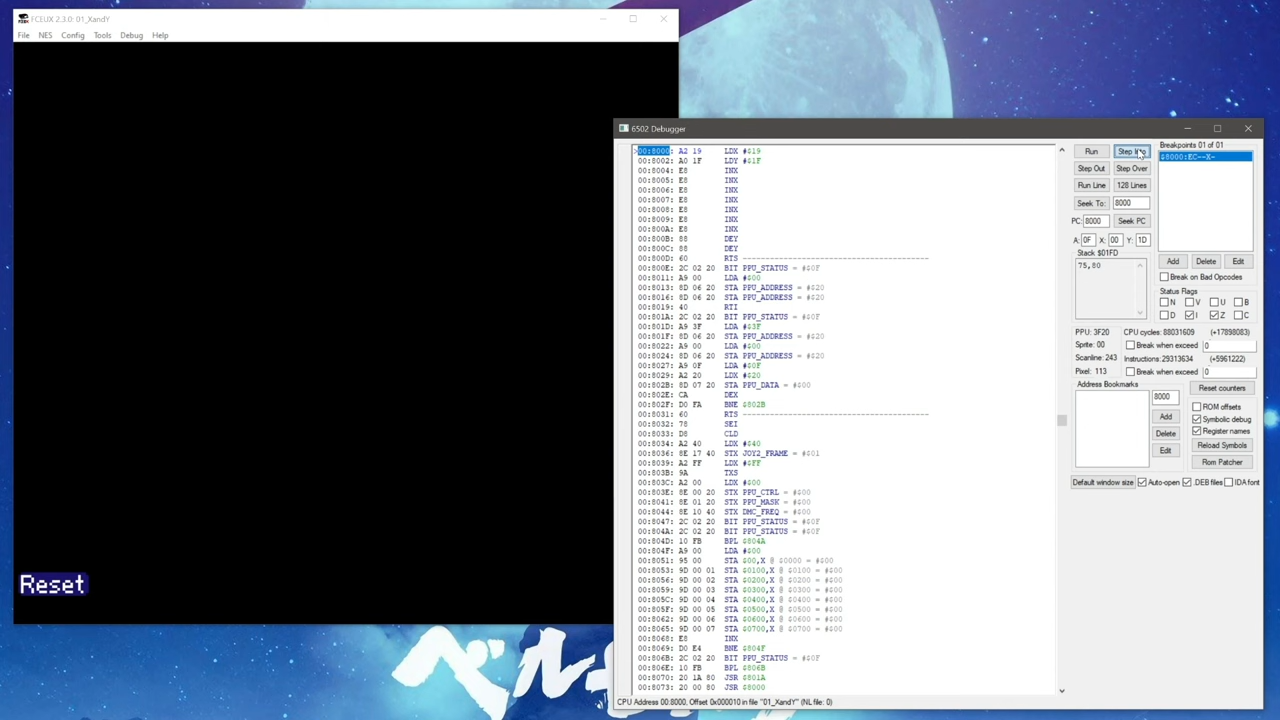 FCEUX 2.3.0: 01_XandY
File NES Config Tools Debug Help
Reset
6502 Debugger
>00:8000: A2 19 LDX #$19
00:8002: A0 1F LDY #$1F
00:8004: E8 INX
00:8005: E8 INX
00:8006: E8 INX
00:8007: E8 INX
00:8008: E8 INX
00:8009: E8 INX
00:800A: E8 INX
00:800B: 88 DEY
00:800C: 88 DEY
00:800D: 60 RTS -----------------------------------------
00:800E: 2C 02 20 BIT PPU_STATUS = #$0F
00:8011: A9 00 LDA #$00
00:8013: 8D 06 20 STA PPU_ADDRESS = #$20
00:8016: 8D 06 20 STA PPU_ADDRESS = #$20
00:8019: 40 RTI
00:801A: 2C 02 20 BIT PPU_STATUS = #$0F
00:801D: A9 3F LDA #$3F
00:801F: 8D 06 20 STA PPU_ADDRESS = #$20
00:8022: A9 00 LDA #$00
00:8024: 8D 06 20 STA PPU_ADDRESS = #$20
00:8027: A9 0F LDA #$0F
00:8029: A2 20 LDX #$20
00:802B: 8D 07 20 STA PPU_DATA = #$00
00:802E: CA DEX
00:802F: D0 FA BNE $802B
00:8031: 60 RTS -----------------------------------------
00:8032: 78 SEI
00:8033: D8 CLD
00:8034: A2 40 LDX #$40
00:8036: 8E 17 40 STX JOY2_FRAME = #$01
00:8039: A2 FF LDX #$FF
00:803B: 9A TXS
00:803C: A2 00 LDX #$00
00:803E: 8E 00 20 STX PPU_CTRL = #$00
00:8041: 8E 01 20 STX PPU_MASK = #$00
00:8044: 8E 10 40 STX DMC_FREQ = #$00
00:8047: 2C 02 20 BIT PPU_STATUS = #$0F
00:804A: 2C 02 20 BIT PPU_STATUS = #$0F
00:804D: 10 FB BPL $804A
00:804F: A9 00 LDA #$00
00:8051: 95 00 STA $00,X @ $0000 = #$00
00:8053: 9D 00 01 STA $0100,X @ $0100 = #$00
00:8056: 9D 00 02 STA $0200,X @ $0200 = #$00
00:8059: 9D 00 03 STA $0300,X @ $0300 = #$00
00:805C: 9D 00 04 STA $0400,X @ $0400 = #$00
00:805F: 9D 00 05 STA $0500,X @ $0500 = #$00
00:8062: 9D 00 06 STA $0600,X @ $0600 = #$00
00:8065: 9D 00 07 STA $0700,X @ $0700 = #$00
00:8068: E8 INX
00:8069: D0 E4 BNE $804F
00:806B: 2C 02 20 BIT PPU_STATUS = #$0F
00:806E: 10 FB BPL $806B
00:8070: 20 1A 80 JSR $801A
00:8073: 20 00 80 JSR $8000
CPU Address 00:8000, Offset 0x000010 in file "01_XandY" (NL file: 0)
Run Step Into
Step Out Step Over
Run Line 128 Lines
Seek To: 8000
PC: 8000 Seek PC
A: 0F X: 00 Y: 1D
Stack $01FD
75,80
Breakpoints 01 of 01
$8000:EC--X-
Add Delete Edit
Break on Bad Opcodes
Status Flags
N V U B
D I Z C
PPU: 3F20 CPU cycles: 88031609 (+17898083)
Sprite: 00 Break when exceed 0
Scanline: 243 Instructions: 29313634 (+5961222)
Pixel: 113 Break when exceed 0
Address Bookmarks
8000
Add
Delete
Edit
Reset counters
ROM offsets
Symbolic debug
Register names
Reload Symbols
Rom Patcher
Default window size Auto-open .DEB files IDA font